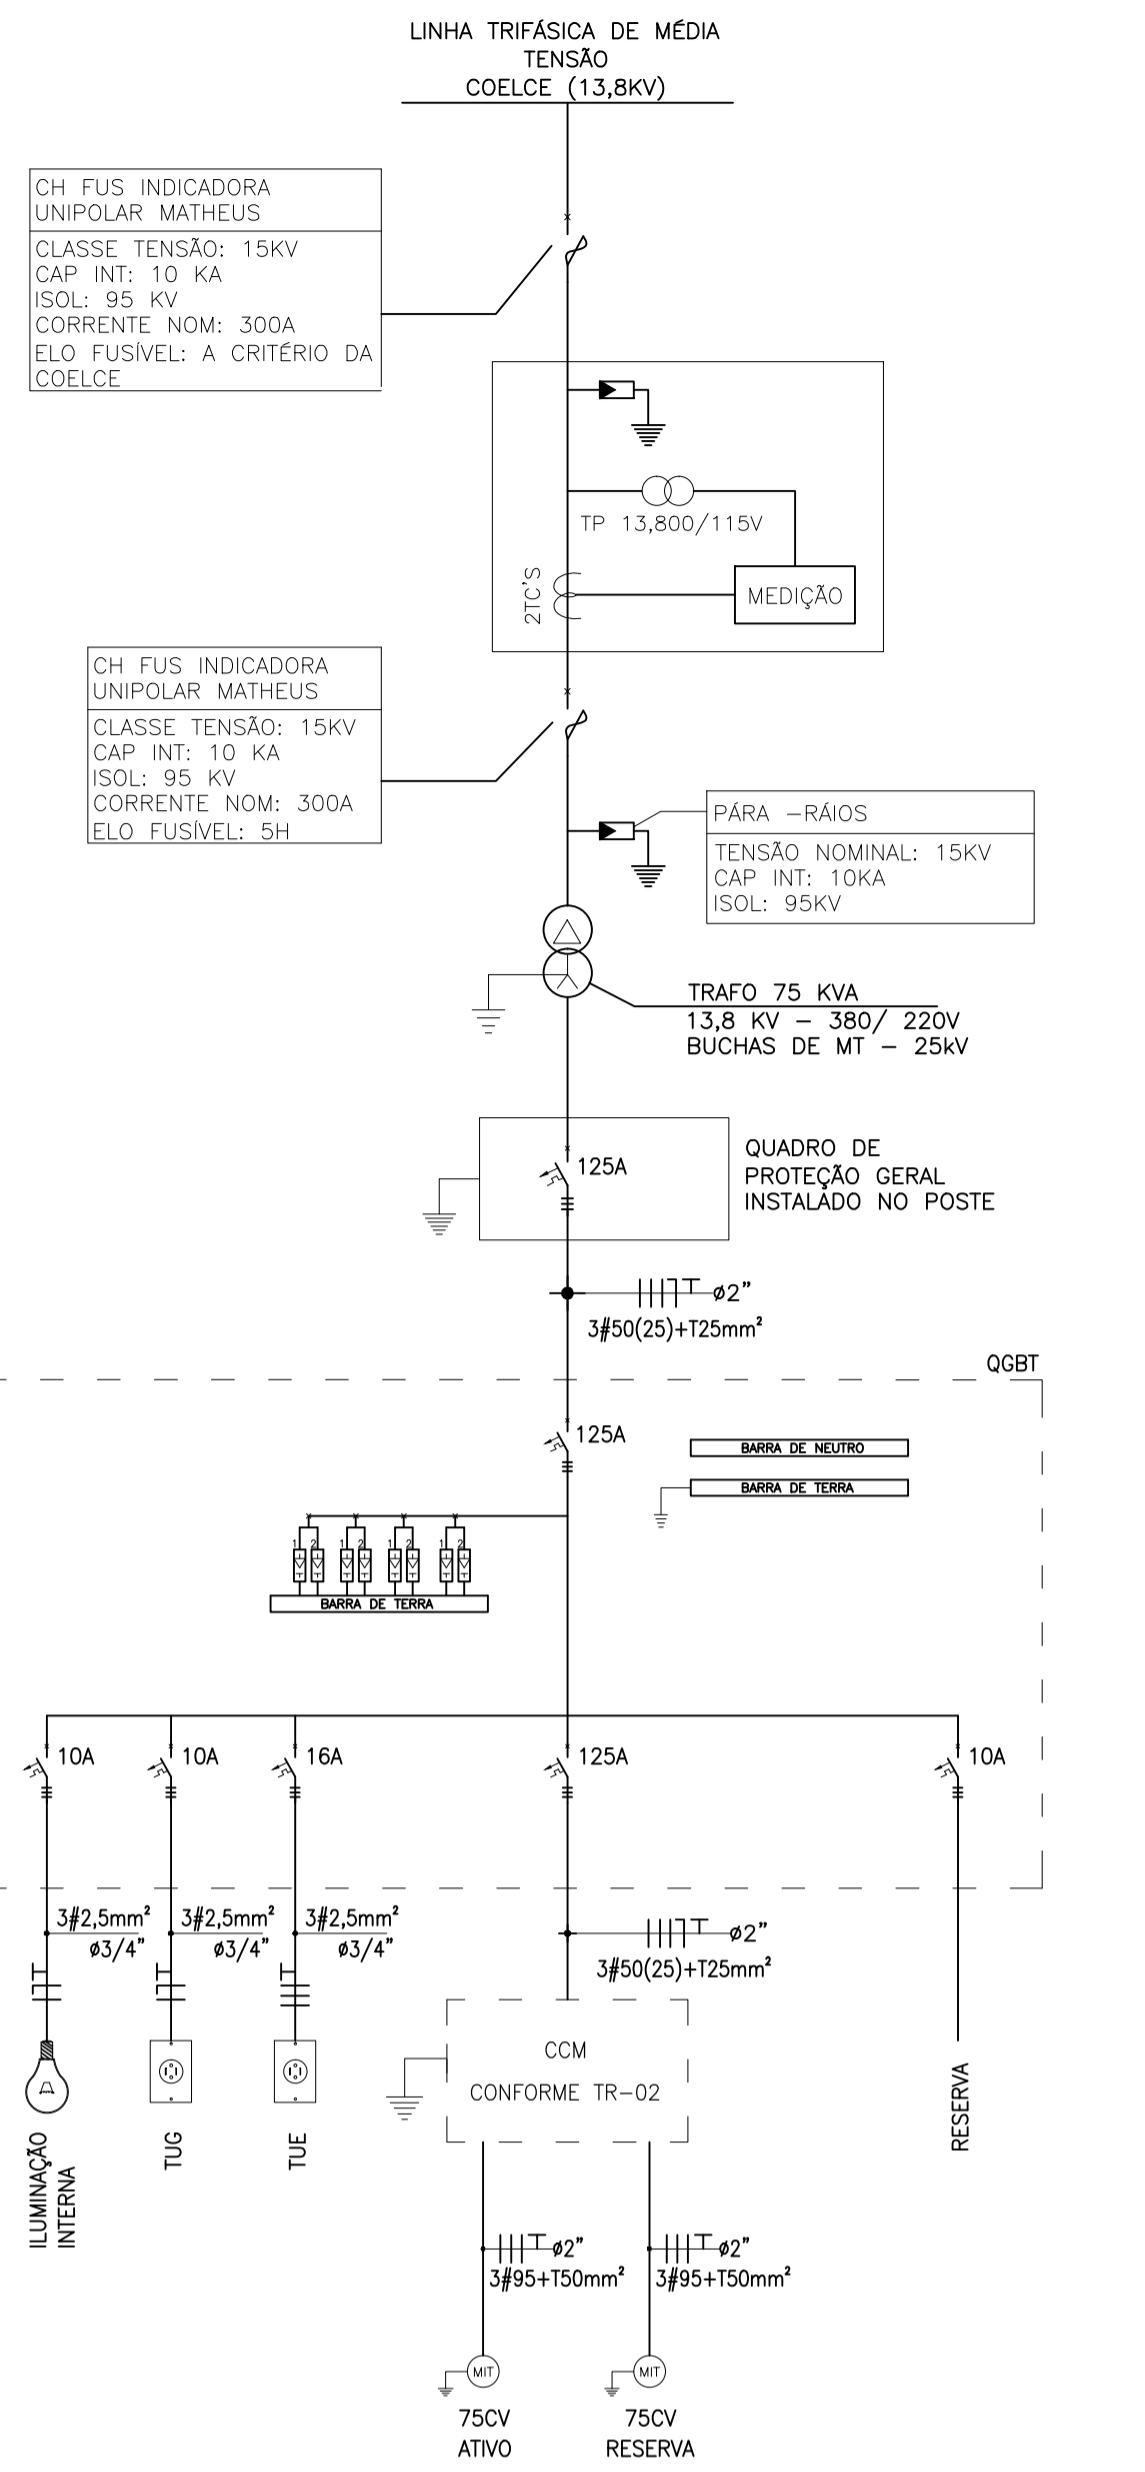 LINHA TRIFÁSICA DE MÉDIA
TENSÃO
COELCE (13,8KV)
CH FUS INDICADORA
UNIPOLAR MATHEUS
CLASSE TENSÃO: 15KV
CAP INT: 10 KA
ISOL: 95 KV
CORRENTE NOM: 300A
ELO FUSÍVEL: A CRITÉRIO DA
COELCE
TP 13,800/115V
2TC'S
MEDIÇÃO
CH FUS INDICADORA
UNIPOLAR MATHEUS
CLASSE TENSÃO: 15KV
CAP INT: 10 KA
ISOL: 95 KV
CORRENTE NOM: 300A
ELO FUSÍVEL: 5H
PÁRA -RÁIOS
TENSÃO NOMINAL: 15KV
CAP INT: 10KA
ISOL: 95KV
TRAFO 75 KVA
13,8 KV - 380/ 220V
BUCHAS DE MT - 25kV
125A
QUADRO DE
PROTEÇÃO GERAL
INSTALADO NO POSTE
ø2"
3#50(25)+T25mm²
QGBT
125A
BARRA DE NEUTRO
BARRA DE TERRA
1 2 1 2 1 2 1 2
BARRA DE TERRA
10A
10A
16A
125A
10A
3#2,5mm²
ø3/4"
3#2,5mm²
ø3/4"
3#2,5mm²
ø3/4"
ø2"
3#50(25)+T25mm²
CCM
CONFORME TR-02
ILUMINAÇÃO
INTERNA
TUG
TUE
RESERVA
ø2"
3#95+T50mm²
ø2"
3#95+T50mm²
MIT
MIT
75CV
ATIVO
75CV
RESERVA